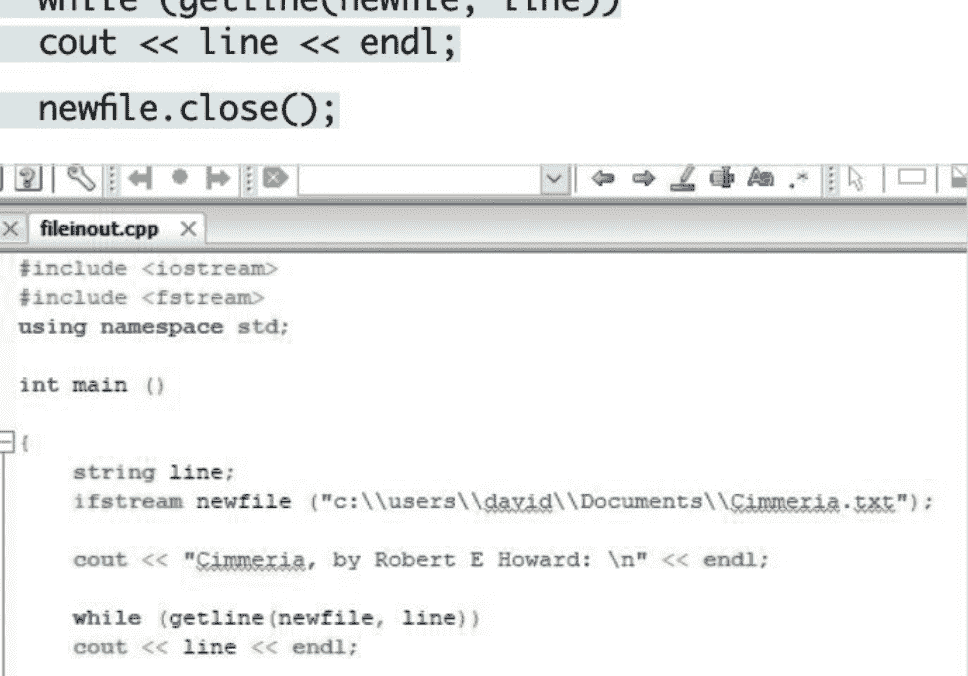 while (getline(newfile, line))
cout << line << endl;
newfile.close();
fileinout.cpp
#include <iostream>
#include <fstream>
using namespace std;
int main ()
{
string line;
ifstream newfile ("c:\\users\\david\\Documents\\Cimmeria.txt");
cout << "Cimmeria, by Robert E Howard: \n" << endl;
while (getline(newfile, line))
cout << line << endl;